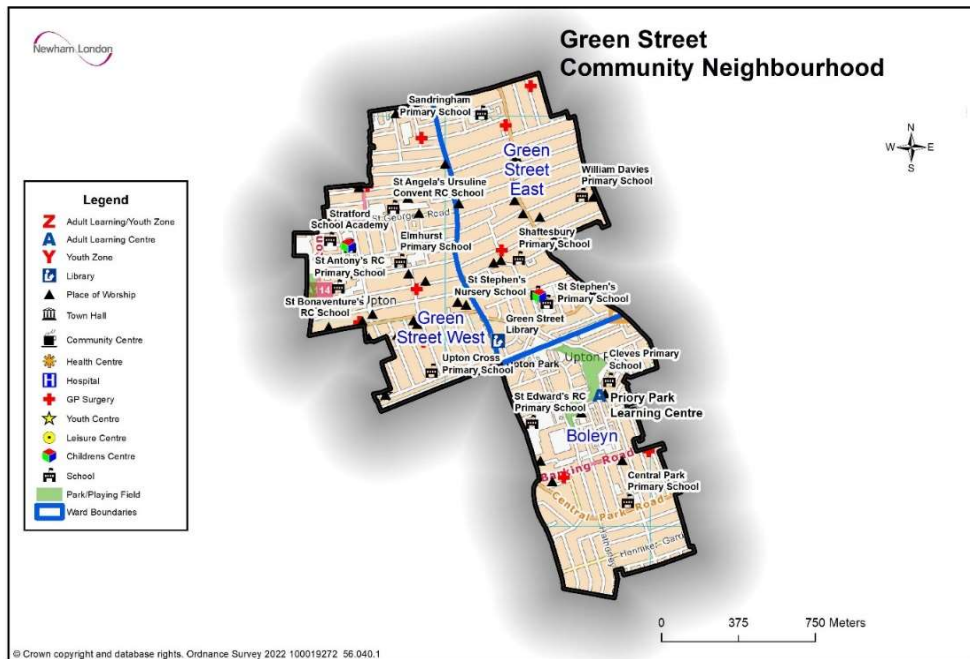 Newham London
Green Street
Community Neighbourhood
N
W E
S
Legend
Adult Learning/Youth Zone
Adult Learning Centre
Youth Zone
Library
Place of Worship
Town Hall
Community Centre
Health Centre
Hospital
GP Surgery
Youth Centre
Leisure Centre
Childrens Centre
School
Park/Playing Field
Ward Boundaries
Sandringham
Primary School
Green
Street
East
William Davies
Primary School
St Angela's Ursuline
Convent RC School
St George
Road
Stratford
School Academy
Elmhurst
Primary School
Shaftesbury
Primary School
St Antony's RC
Primary School
St Stephen's
Nursery School
St Stephen's
Primary School
St Bonaventure's
RC School
Upton
Green
Street West
Green Street
Library
Upton Cross
Primary School
Upton
Cleves Primary
School
St Edward's RC
Primary School
A
Priory Park
Learning Centre
Boleyn
Barking Road
Central Park
Primary School
Central Park Road
0 375 750 Meters
© Crown copyright and database rights. Ordnance Survey 2022 100019272 56.040.1